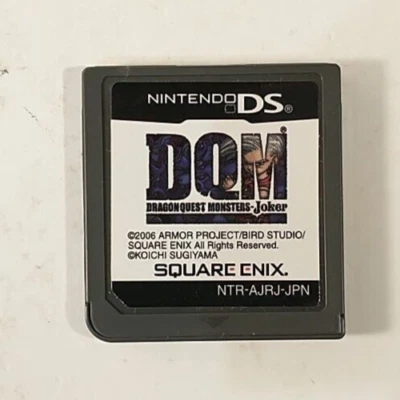 NINTENDO DS
DQM
DRAGON QUEST MONSTERS-Joker
©2006 ARMOR PROJECT/BIRD STUDIO/
SQUARE ENIX All Rights Reserved.
©KOICHI SUGIYAMA
SQUARE ENIX.
NTR-AJRJ-JPN